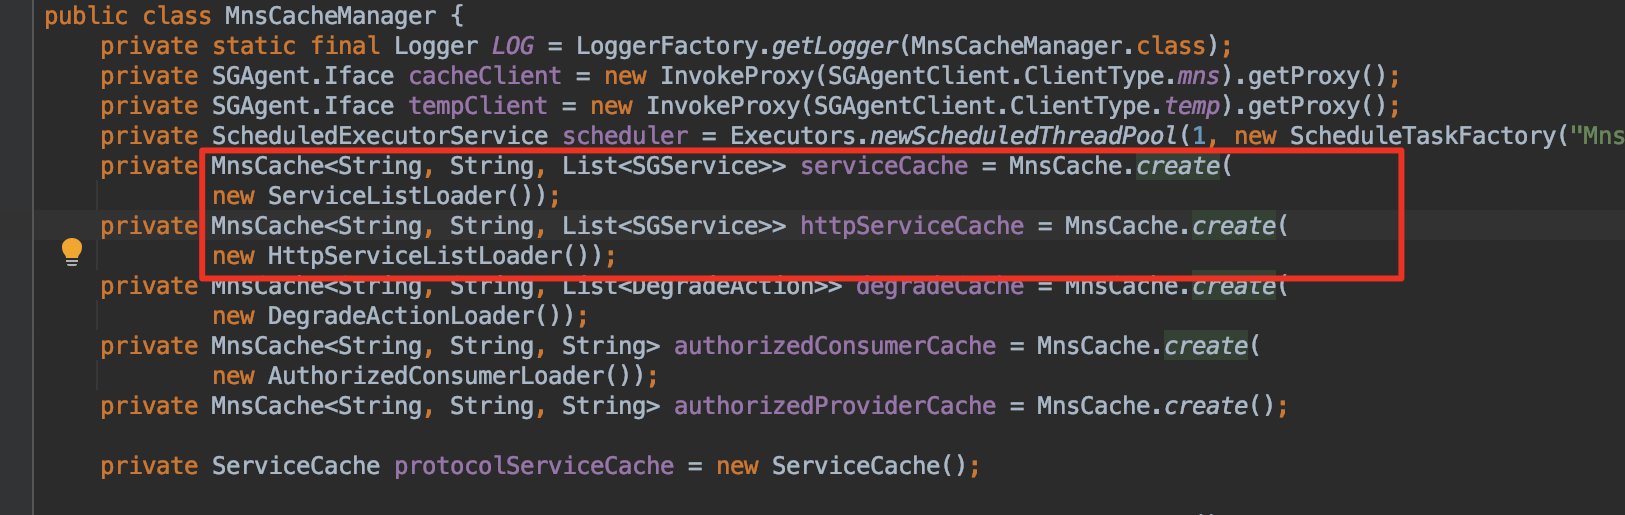 public class MnsCacheManager {
private static final Logger LOG = LoggerFactory.getLogger(MnsCacheManager.class);
private SGAgent.Iface cacheClient = new InvokeProxy(SGAgentClient.ClientType.mns).getProxy();
private SGAgent.Iface tempClient = new InvokeProxy(SGAgentClient.ClientType.temp).getProxy();
private ScheduledExecutorService scheduler = Executors.newScheduledThreadPool(1, new ScheduleTaskFactory("Mns
private MnsCache<String, String, List<SGService>> serviceCache = MnsCache.create(
new ServiceListLoader());
private MnsCache<String, String, List<SGService>> httpServiceCache = MnsCache.create(
new HttpServiceListLoader());
private MnsCache<String, String, List<DegradeAction>> degradeCache = MnsCache.create(
new DegradeActionLoader());
private MnsCache<String, String, String> authorizedConsumerCache = MnsCache.create(
new AuthorizedConsumerLoader());
private MnsCache<String, String, String> authorizedProviderCache = MnsCache.create();
private ServiceCache protocolServiceCache = new ServiceCache();